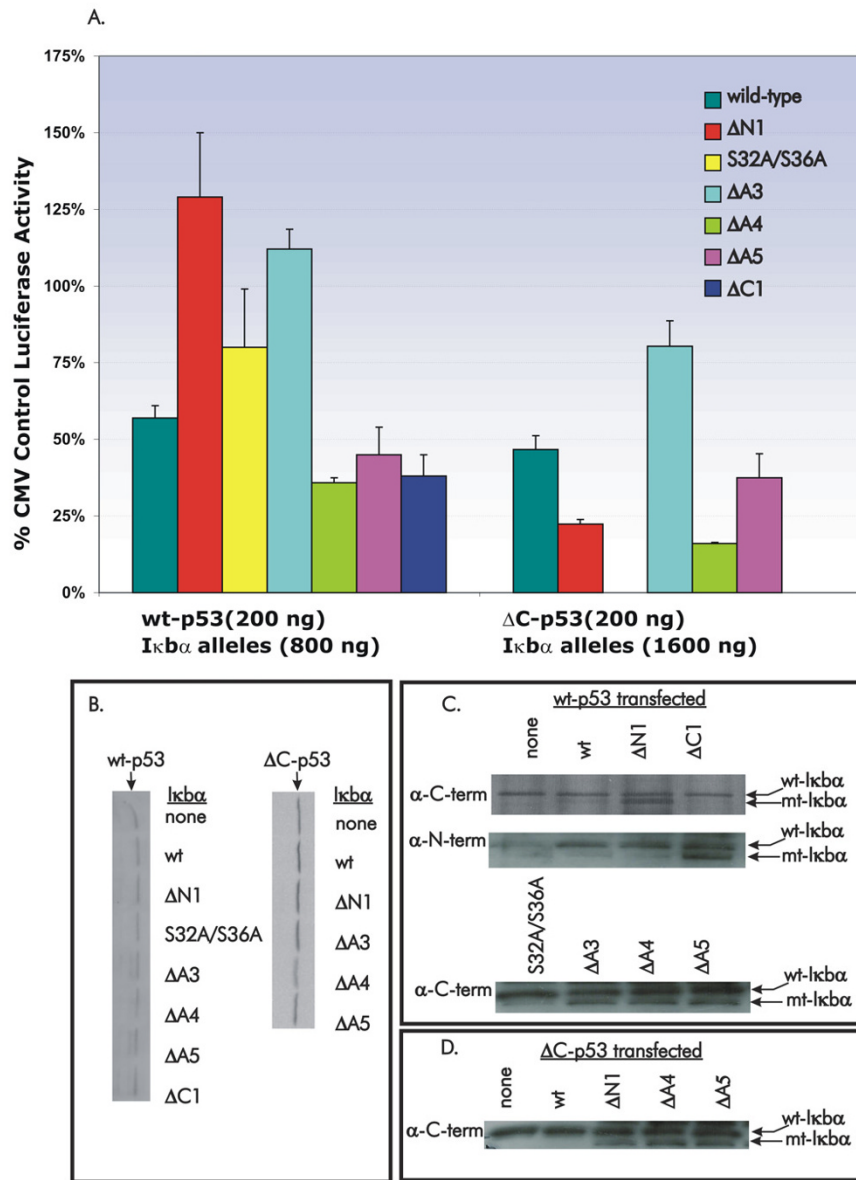 A.
175%
150%
125%
100%
75%
50%
25%
0%
% CMV Control Luciferase Activity
wild-type
ΔN1
S32A/S36A
ΔA3
ΔA4
ΔA5
ΔC1
wt-p53(200 ng)
Iκbα alleles (800 ng)
ΔC-p53(200 ng)
Iκbα alleles (1600 ng)
B.
wt-p53
Iκbα
none
wt
ΔN1
S32A/S36A
ΔA3
ΔA4
ΔA5
ΔC1
ΔC-p53
Iκbα
none
wt
ΔN1
ΔA3
ΔA4
ΔA5
C.
wt-p53 transfected
none
wt
ΔN1
ΔC1
α-C-term
wt-Iκbα
mt-Iκbα
α-N-term
wt-Iκbα
mt-Iκbα
S32A/S36A
ΔA3
ΔA4
ΔA5
α-C-term
wt-Iκbα
mt-Iκbα
D.
ΔC-p53 transfected
none
wt
ΔN1
ΔA4
ΔA5
α-C-term
wt-Iκbα
mt-Iκbα